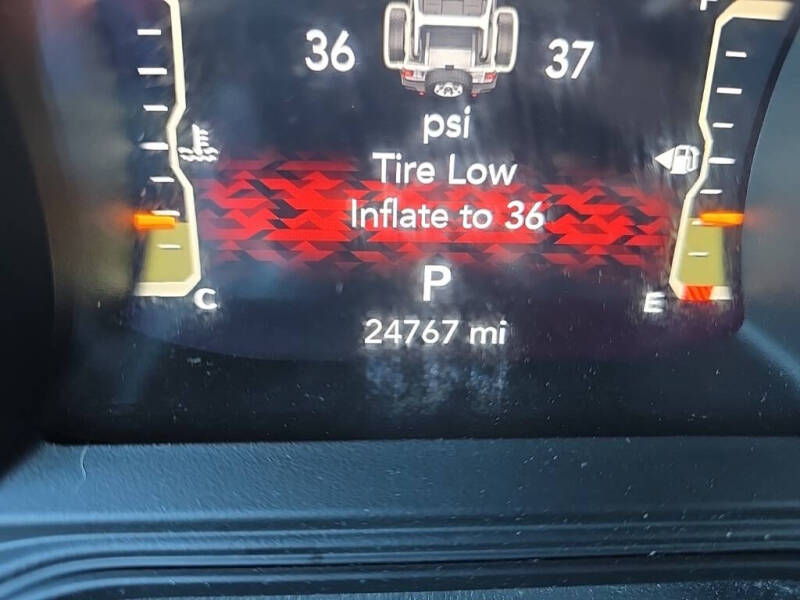 36 37
psi
Tire Low
Inflate to 36
P
C E
24767 mi